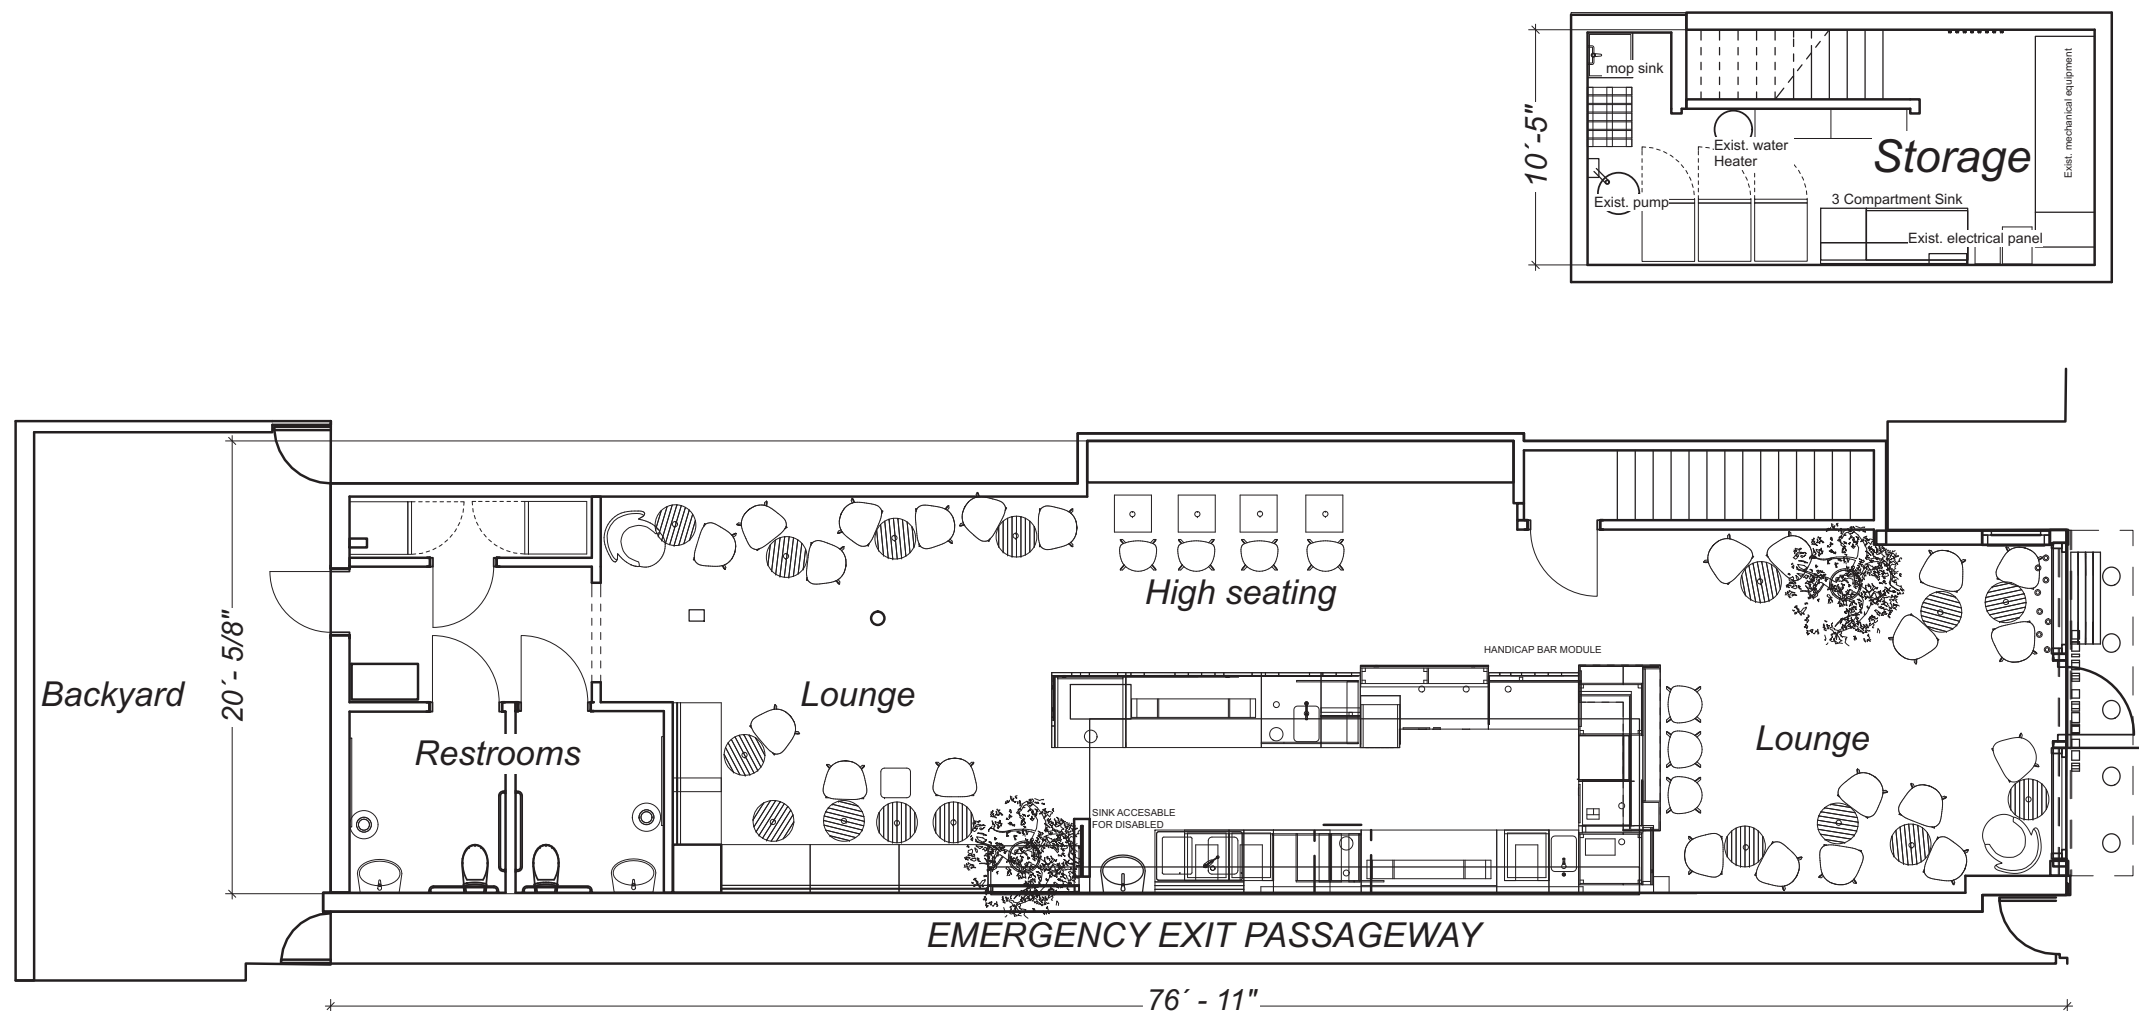 mop sink
Exist. mechanical equipment
10´-5"
Exist. water
Heater
Storage
Exist. pump
3 Compartment Sink
Exist. electrical panel
High seating
HANDICAP BAR MODULE
Backyard
20´- 5/8"
Lounge
Restrooms
Lounge
SINK ACCESABLE
FOR DISABLED
EMERGENCY EXIT PASSAGEWAY
76´ - 11"